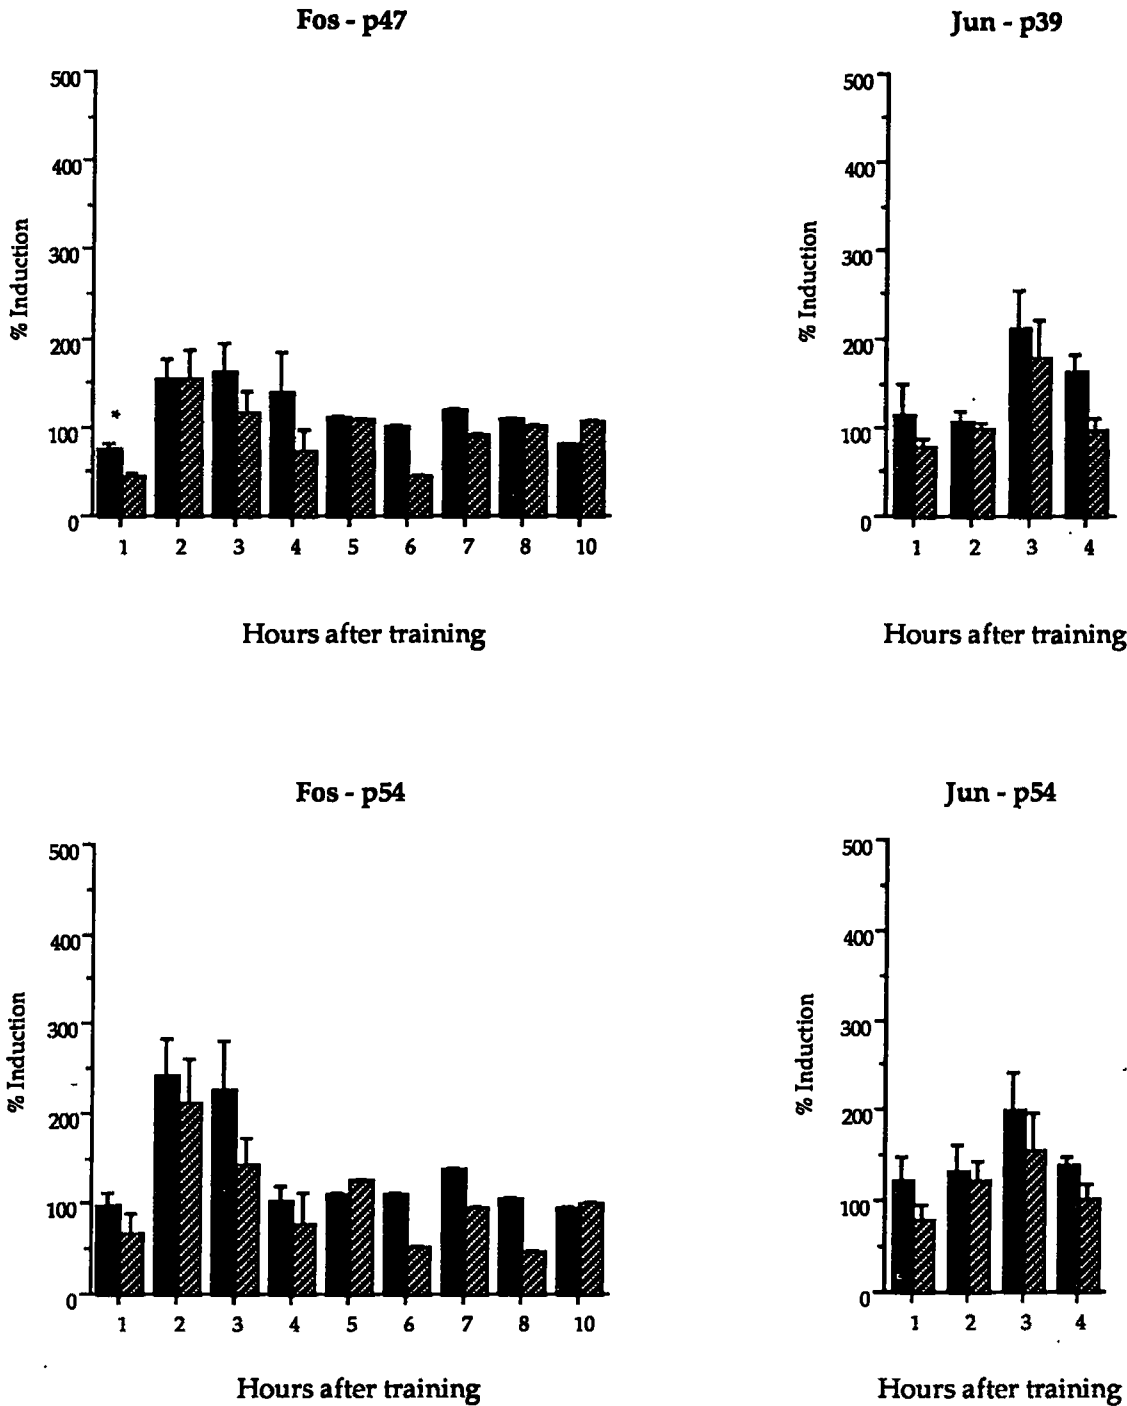 Fos - p47
500
400
300
200
100
0
% Induction
*
1 2 3 4 5 6 7 8 10
Hours after training
Jun - p39
500
400
300
200
100
0
% Induction
1 2 3 4
Hours after training
Fos - p54
500
400
300
200
100
0
% Induction
1 2 3 4 5 6 7 8 10
Hours after training
Jun - p54
500
400
300
200
100
0
% Induction
1 2 3 4
Hours after training